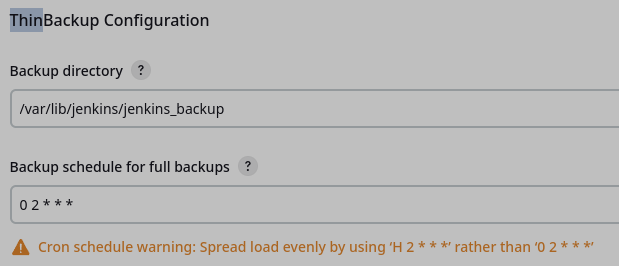 ThinBackup Configuration
Backup directory ?
/var/lib/jenkins/jenkins_backup
Backup schedule for full backups ?
0 2 * * *
Cron schedule warning: Spread load evenly by using ‘H 2 * * *’ rather than ‘0 2 * * *’